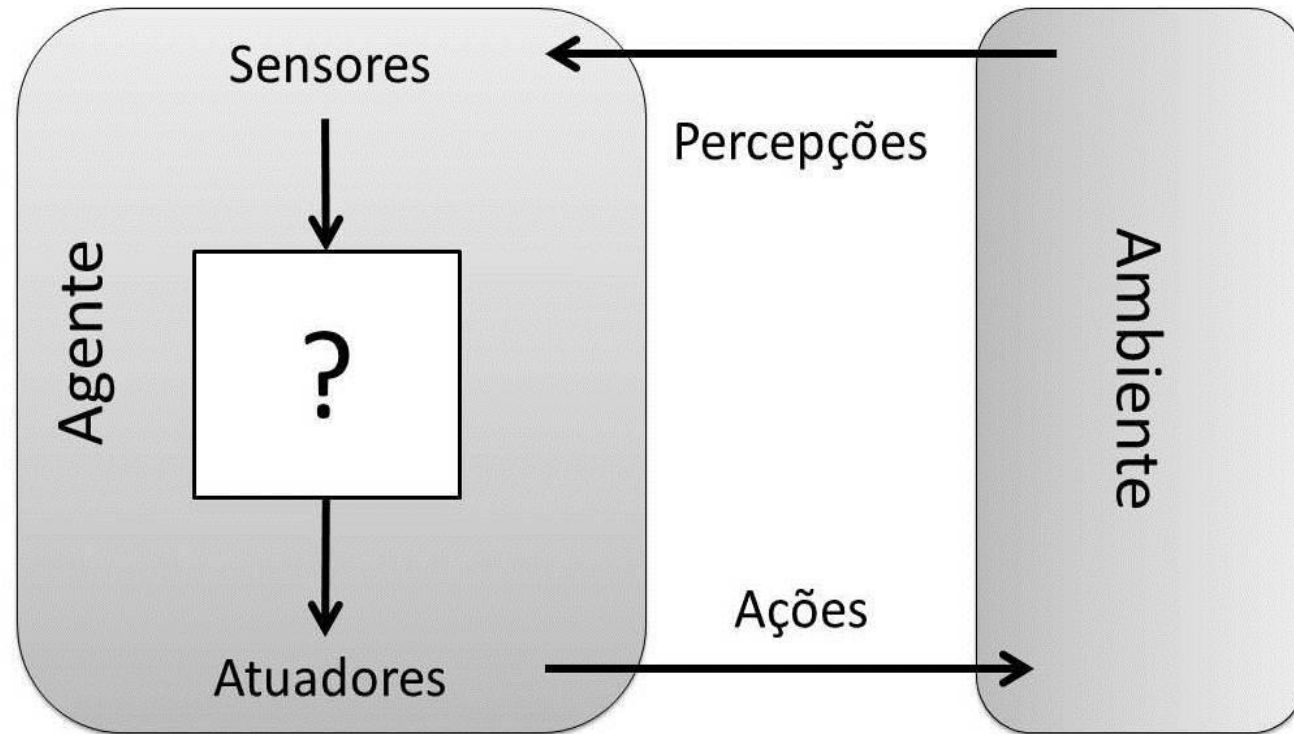 Sensores
Percepções
Agente
?
Ambiente
Ações
Atuadores